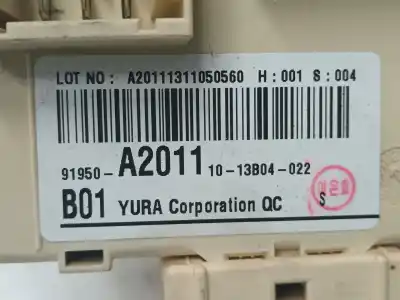 LOT NO: A20111311050560 H:001 S:004
91950-A2011 10-13B04-022
B01 YURA Corporation QC S